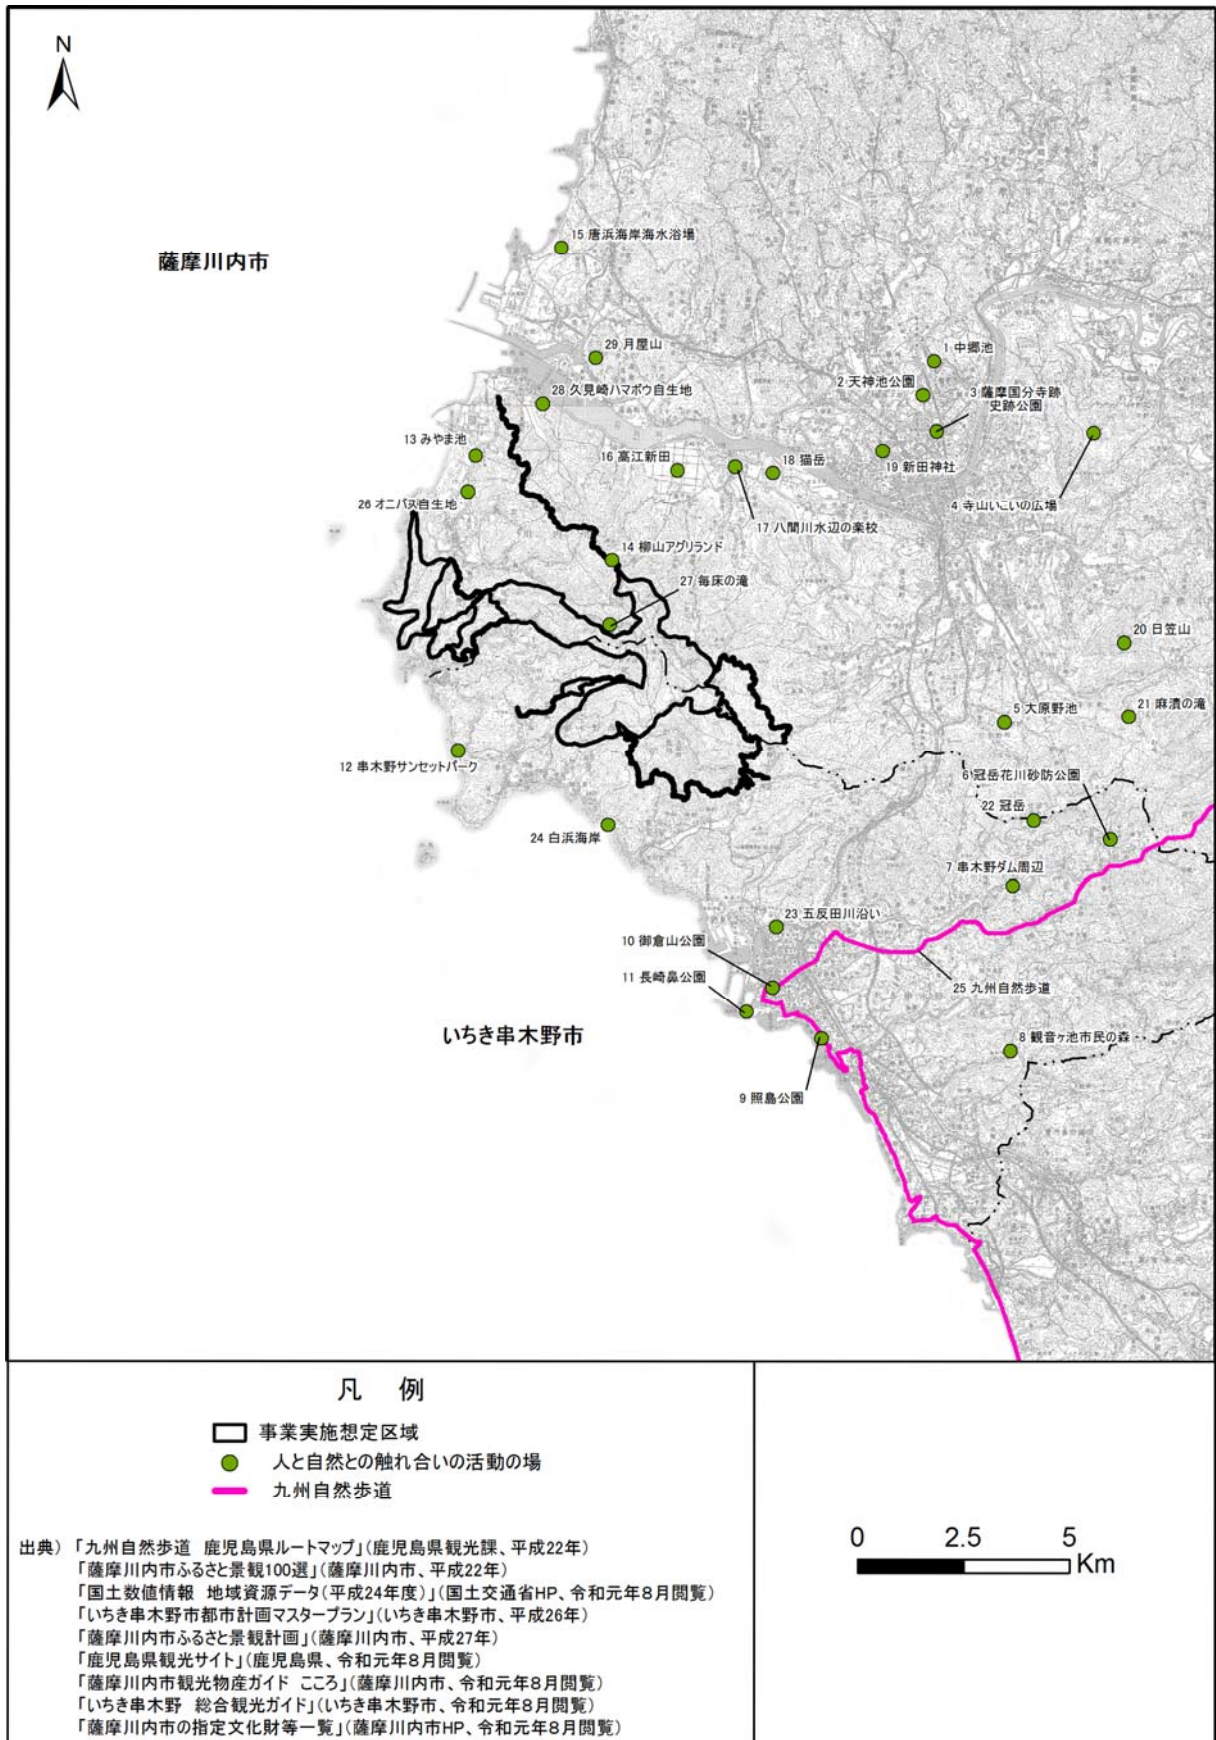 N
15 唐浜海岸海水浴場
薩摩川内市
29 月屋山
1 中郷池
2 天神池公園
3 薩摩国分寺跡
史跡公園
28 久見崎ハマボウ自生地
13 みやま池
16 高江新田
18 猫岳
19 新田神社
26 オニバス自生地
4 寺山いこいの広場
17 八間川水辺の楽校
14 柳山アグリランド
27 毎床の滝
20 日笠山
5 大原野池
21 麻漬の滝
12 串木野サンセットパーク
6 冠岳花川砂防公園
22 冠岳
24 白浜海岸
7 串木野ダム周辺
23 五反田川沿い
10 御倉山公園
11 長崎鼻公園
25 九州自然歩道
いちき串木野市
8 観音ヶ池市民の森
9 照島公園
凡 例
事業実施想定区域
人と自然との触れ合いの活動の場
九州自然歩道
0 2.5 5
Km
出典)「九州自然歩道 鹿児島県ルートマップ」(鹿児島県観光課、平成22年)
「薩摩川内市ふるさと景観100選」(薩摩川内市、平成22年)
「国土数値情報 地域資源データ(平成24年度)」(国土交通省HP、令和元年8月閲覧)
「いちき串木野市都市計画マスタープラン」(いちき串木野市、平成26年)
「薩摩川内市ふるさと景観計画」(薩摩川内市、平成27年)
「鹿児島県観光サイト」(鹿児島県、令和元年8月閲覧)
「薩摩川内市観光物産ガイド こころ」(薩摩川内市、令和元年8月閲覧)
「いちき串木野 総合観光ガイド」(いちき串木野市、令和元年8月閲覧)
「薩摩川内市の指定文化財等一覧」(薩摩川内市HP、令和元年8月閲覧)